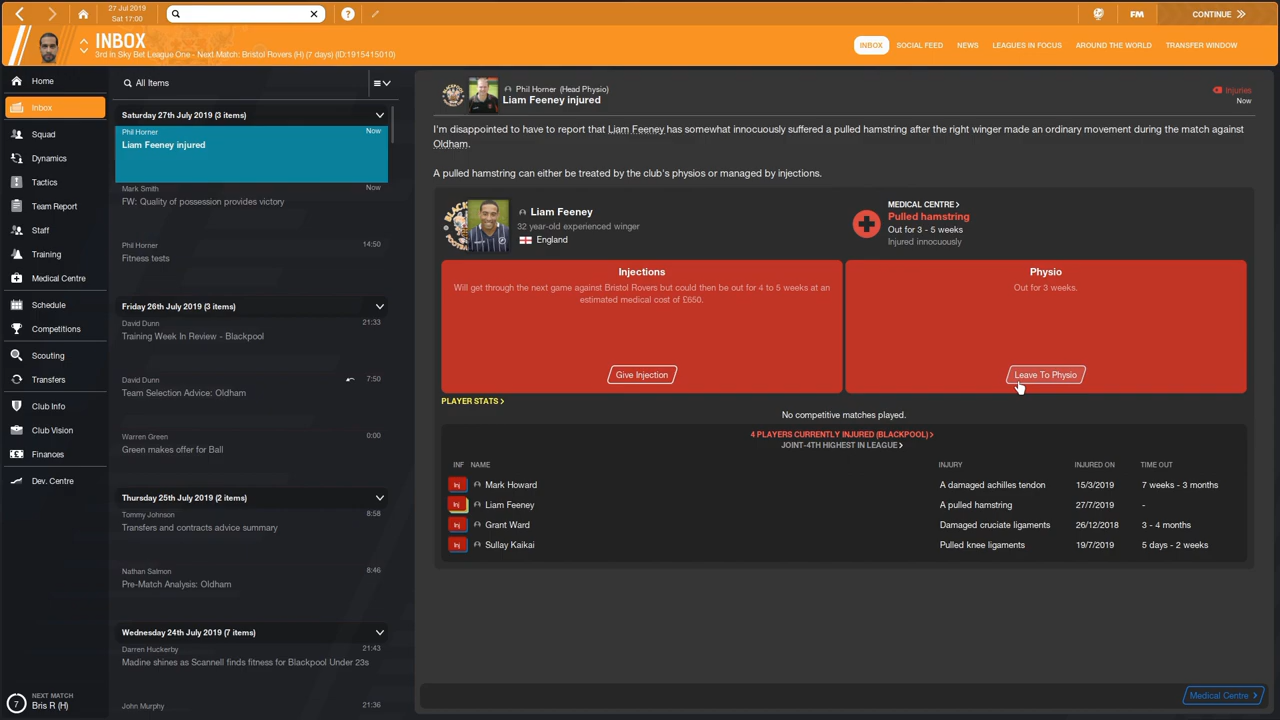 27 Jul 2019
Sat 17:00
?
FM
CONTINUE
INBOX
3rd in Sky Bet League One - Next Match: Bristol Rovers (H) (7 days) (ID:1915415010)
INBOX
SOCIAL FEED
NEWS
LEAGUES IN FOCUS
AROUND THE WORLD
TRANSFER WINDOW
Home
Inbox
Squad
Dynamics
Tactics
Team Report
Staff
Training
Medical Centre
Schedule
Competitions
Scouting
Transfers
Club Info
Club Vision
Finances
Dev. Centre
7
NEXT MATCH
Bris R (H)
All Items
Saturday 27th July 2019 (3 items)
Phil Horner Now
Liam Feeney injured
Mark Smith Now
FW: Quality of possession provides victory
Phil Horner 14:50
Fitness tests
Friday 26th July 2019 (3 items)
David Dunn 21:33
Training Week In Review - Blackpool
David Dunn 7:50
Team Selection Advice: Oldham
Warren Green 0:00
Green makes offer for Ball
Thursday 25th July 2019 (2 items)
Tommy Johnson 8:58
Transfers and contracts advice summary
Nathan Salmon 8:46
Pre-Match Analysis: Oldham
Wednesday 24th July 2019 (7 items)
Darren Huckerby 21:43
Madine shines as Scannell finds fitness for Blackpool Under 23s
John Murphy 21:36
Phil Horner (Head Physio)
Liam Feeney injured
Injuries
Now
I'm disappointed to have to report that Liam Feeney has somewhat innocuously suffered a pulled hamstring after the right winger made an ordinary movement during the match against
Oldham.
A pulled hamstring can either be treated by the club's physios or managed by injections.
Liam Feeney
32 year-old experienced winger
England
MEDICAL CENTRE
Pulled hamstring
Out for 3 - 5 weeks
Injured innocuously
Injections
Will get through the next game against Bristol Rovers but could then be out for 4 to 5 weeks at an
estimated medical cost of £650.
Give Injection
Physio
Out for 3 weeks.
Leave To Physio
PLAYER STATS
No competitive matches played.
4 PLAYERS CURRENTLY INJURED (BLACKPOOL)
JOINT-4TH HIGHEST IN LEAGUE
INF NAME INJURY INJURED ON TIME OUT
Inj Mark Howard A damaged achilles tendon 15/3/2019 7 weeks - 3 months
Inj Liam Feeney A pulled hamstring 27/7/2019 -
Inj Grant Ward Damaged cruciate ligaments 26/12/2018 3 - 4 months
Inj Sullay Kaikai Pulled knee ligaments 19/7/2019 5 days - 2 weeks
Medical Centre